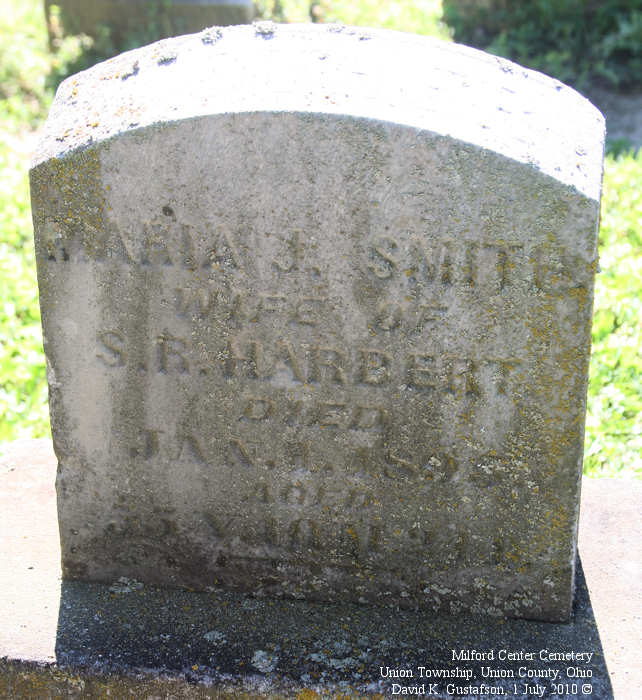 MARIA J. SMITH
WIFE OF
S. R. HARBERT
DIED
JAN.
AGED
Milford Center Cemetery
Union Township, Union County, Ohio
David K. Gustafson, 1 July 2010 ©